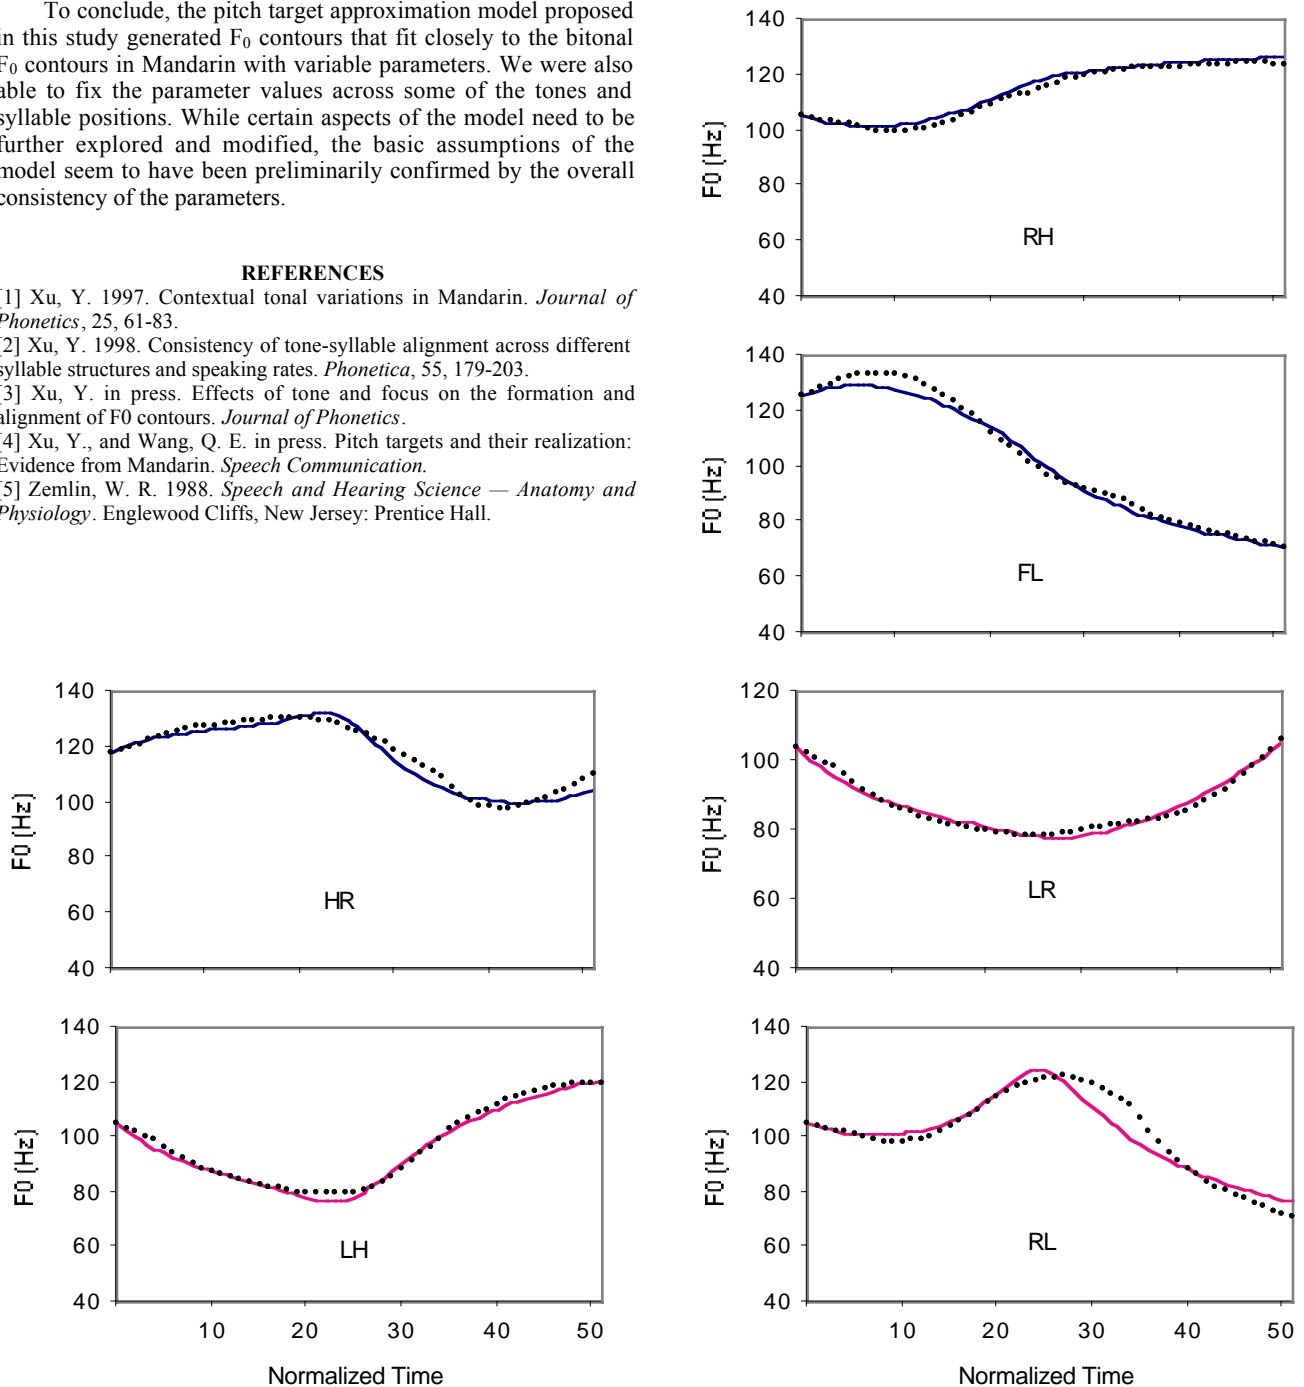 To conclude, the pitch target approximation model proposed
in this study generated F0 contours that fit closely to the bitonal
F0 contours in Mandarin with variable parameters. We were also
able to fix the parameter values across some of the tones and
syllable positions. While certain aspects of the model need to be
further explored and modified, the basic assumptions of the
model seem to have been preliminarily confirmed by the overall
consistency of the parameters.
REFERENCES
[1] Xu, Y. 1997. Contextual tonal variations in Mandarin. Journal of
Phonetics, 25, 61-83.
[2] Xu, Y. 1998. Consistency of tone-syllable alignment across different
syllable structures and speaking rates. Phonetica, 55, 179-203.
[3] Xu, Y. in press. Effects of tone and focus on the formation and
alignment of F0 contours. Journal of Phonetics.
[4] Xu, Y., and Wang, Q. E. in press. Pitch targets and their realization:
Evidence from Mandarin. Speech Communication.
[5] Zemlin, W. R. 1988. Speech and Hearing Science — Anatomy and
Physiology. Englewood Cliffs, New Jersey: Prentice Hall.
140
120
100
80
60
40
F0 (Hz)
RH
140
120
100
80
60
40
F0 (Hz)
FL
140
120
100
80
60
40
F0 (Hz)
HR
120
100
80
60
40
F0 (Hz)
LR
140
120
100
80
60
40
F0 (Hz)
LH
10 20 30 40 50
Normalized Time
140
120
100
80
60
40
F0 (Hz)
RL
10 20 30 40 50
Normalized Time